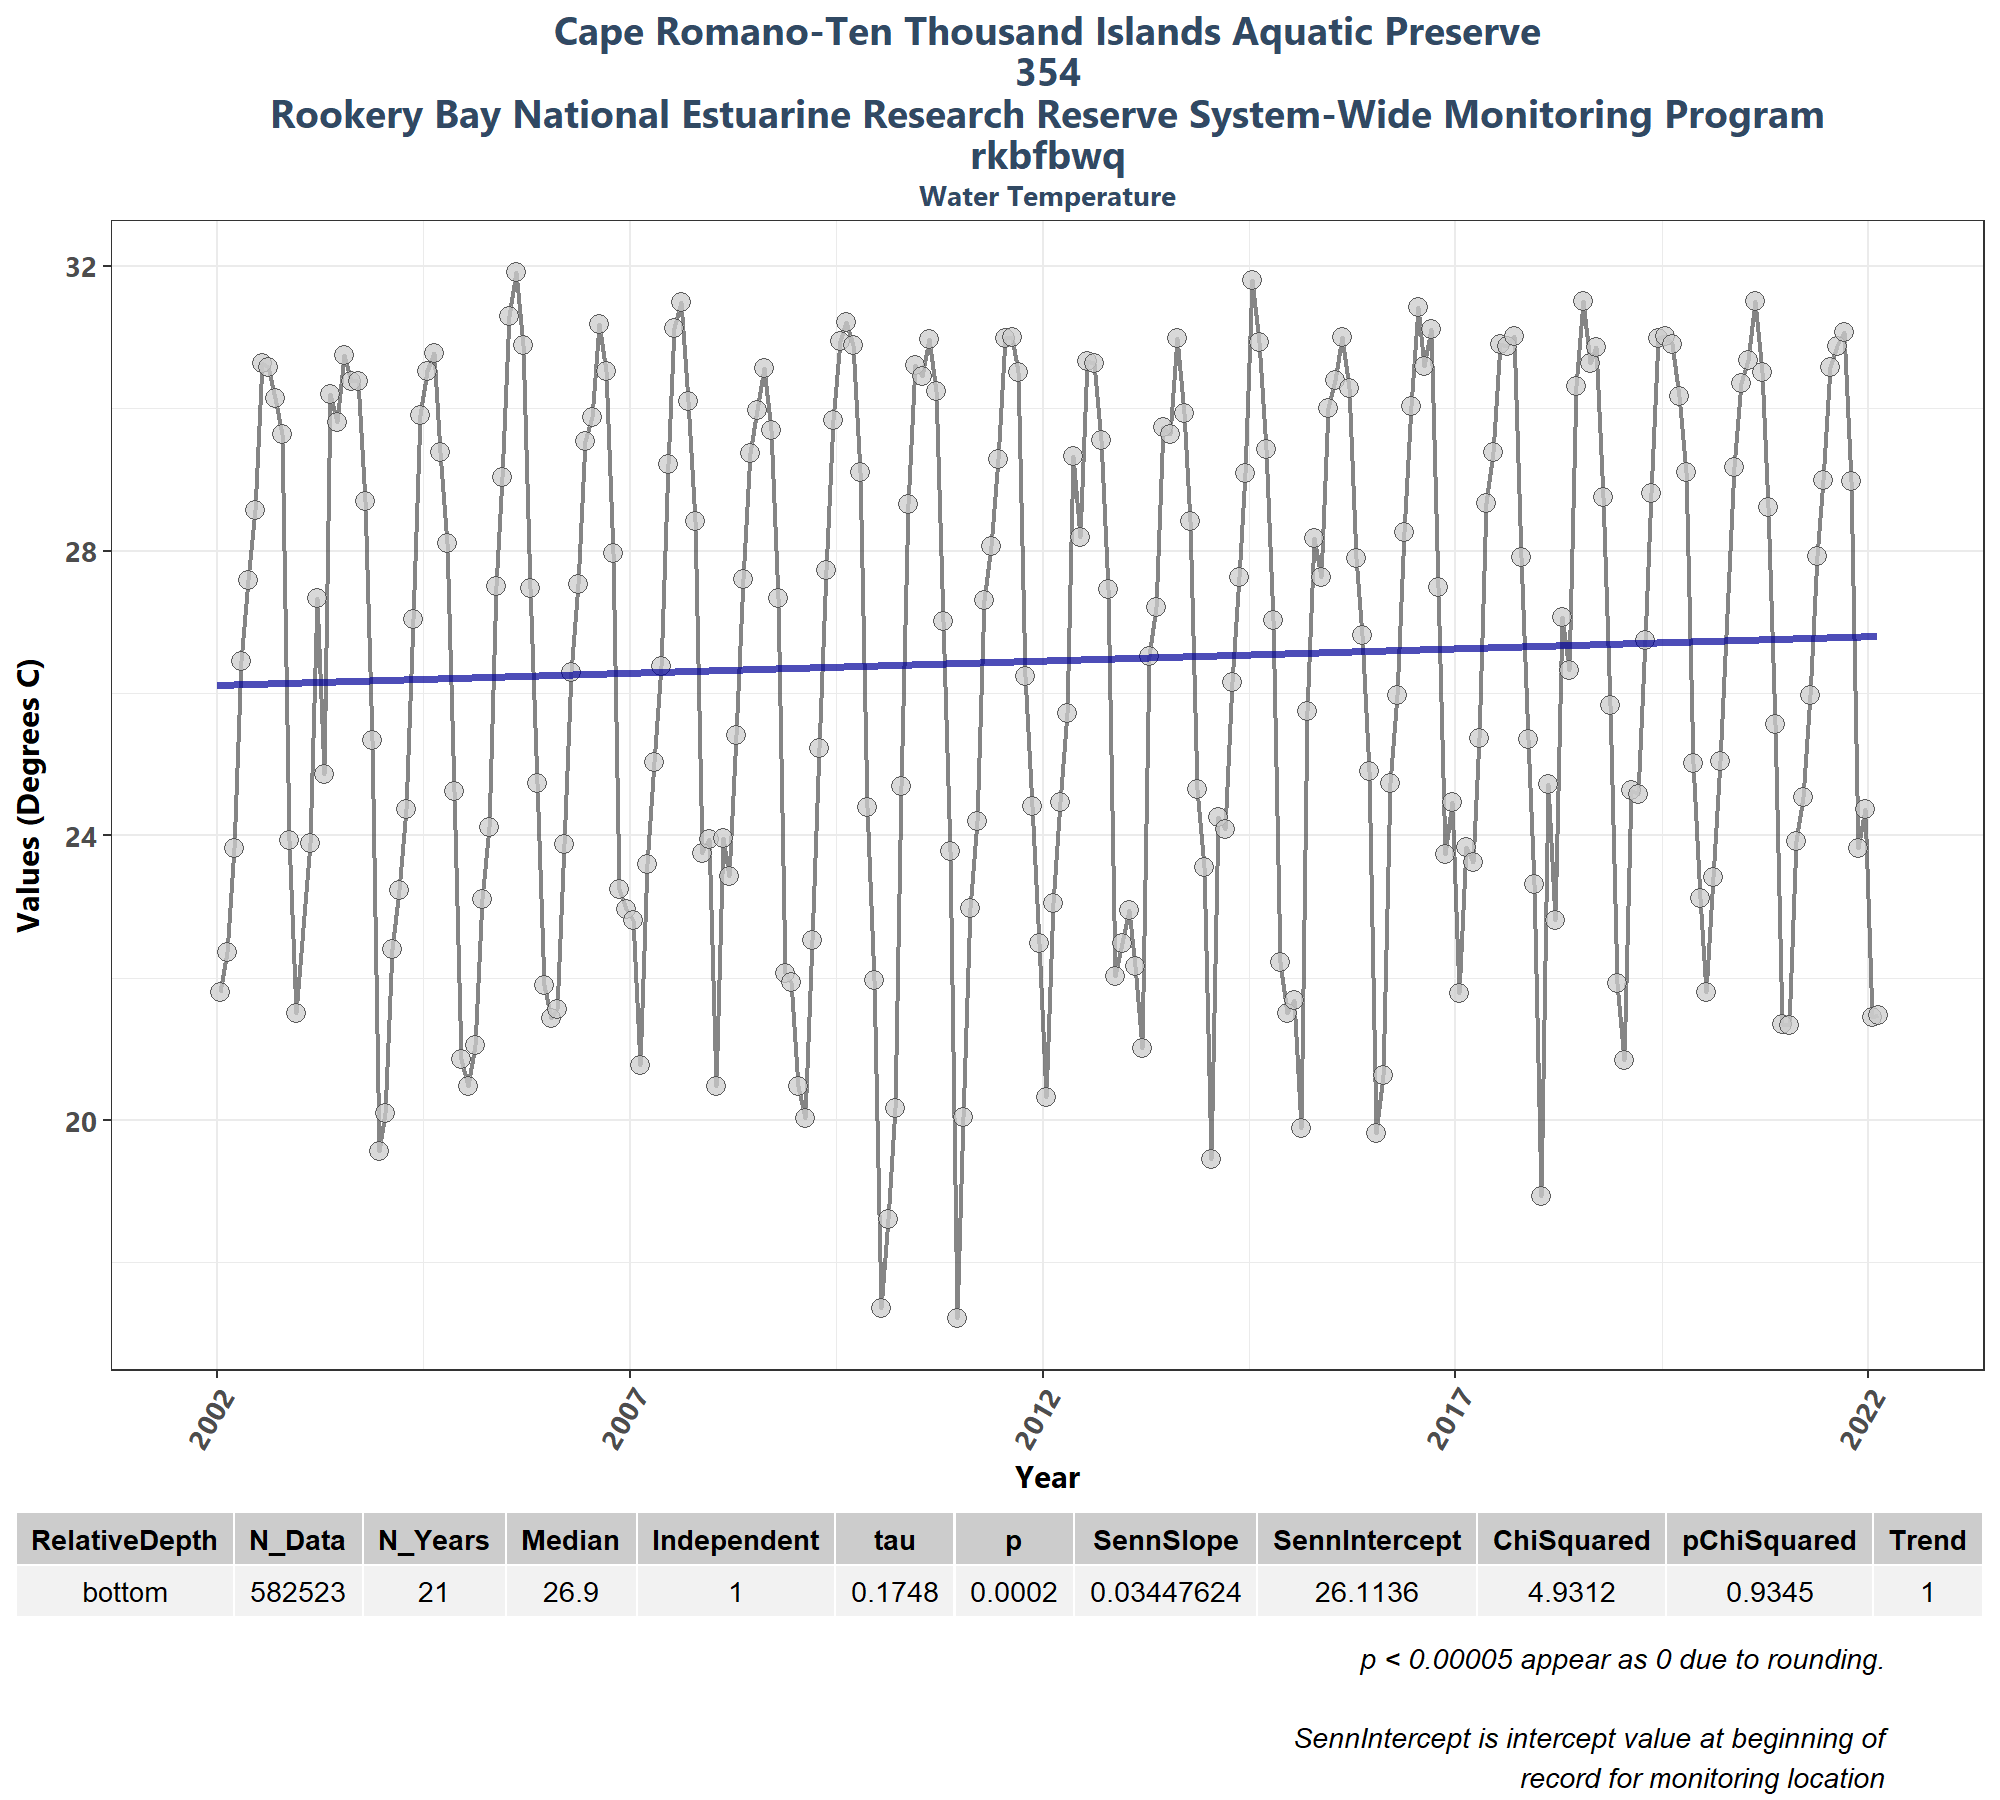 Cape Romano-Ten Thousand Islands Aquatic Preserve
354
Rookery Bay National Estuarine Research Reserve System-Wide Monitoring Program
rkbfbwq
Water Temperature
32
28
24
20
Values (Degrees C)
2002 2007 2012 2017 2022
Year
RelativeDepth N_Data N_Years Median Independent tau p SennSlope SennIntercept ChiSquared pChiSquared Trend
bottom 582523 21 26.9 1 0.1748 0.0002 0.03447624 26.1136 4.9312 0.9345 1
p < 0.00005 appear as 0 due to rounding.
SennIntercept is intercept value at beginning of
record for monitoring location